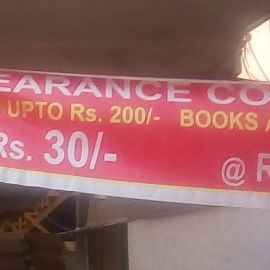 EARANCE CO
UPTO Rs. 200/- BOOKS
Rs. 30/- @ R